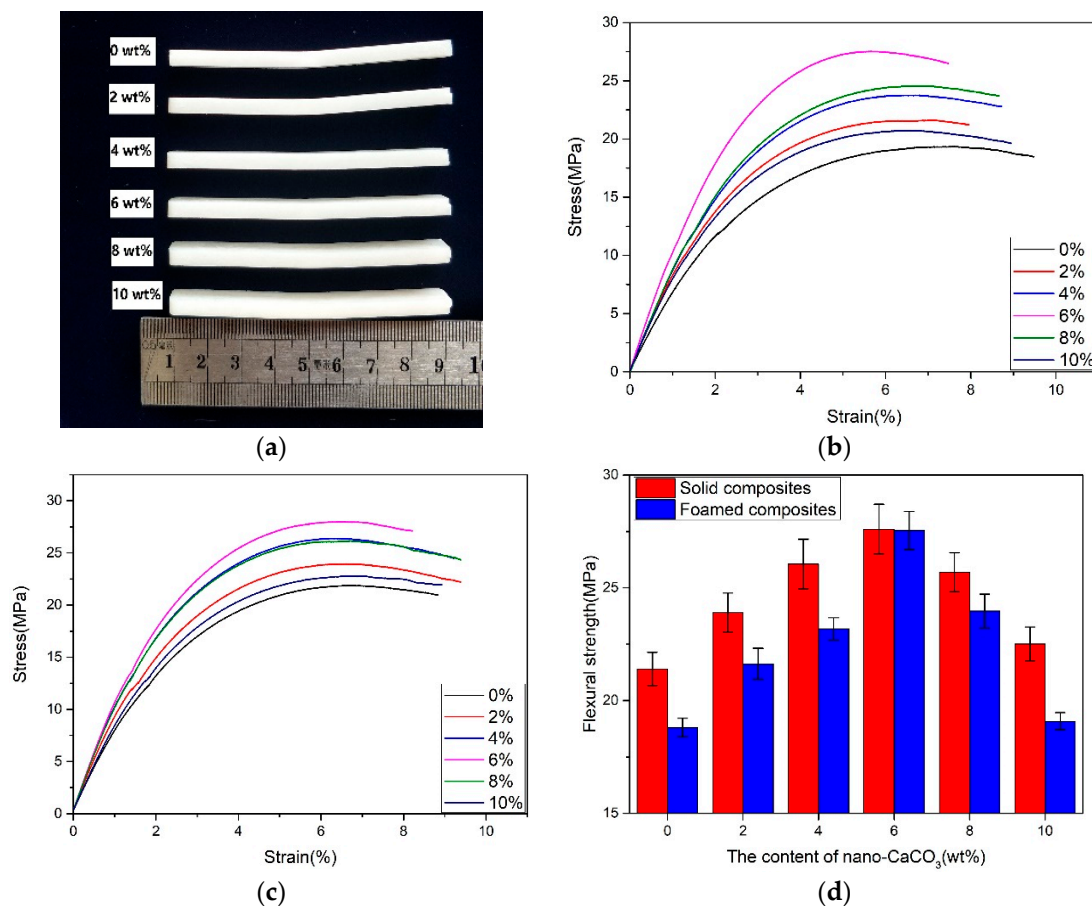 0 wt%
2 wt%
4 wt%
6 wt%
8 wt%
10 wt%
1 2 3 4 5 6 7 8 9 10
(a)
30
25
20
15
10
5
0
Stress(MPa)
0%
2%
4%
6%
8%
10%
0 2 4 6 8 10
Strain(%)
(b)
30
25
20
15
10
5
0
Stress(MPa)
0%
2%
4%
6%
8%
10%
0 2 4 6 8 10
Strain(%)
(c)
30
25
20
15
Flexural strength(MPa)
Solid composites
Foamed composites
0 2 4 6 8 10
The content of nano-CaCO₃(wt%)
(d)